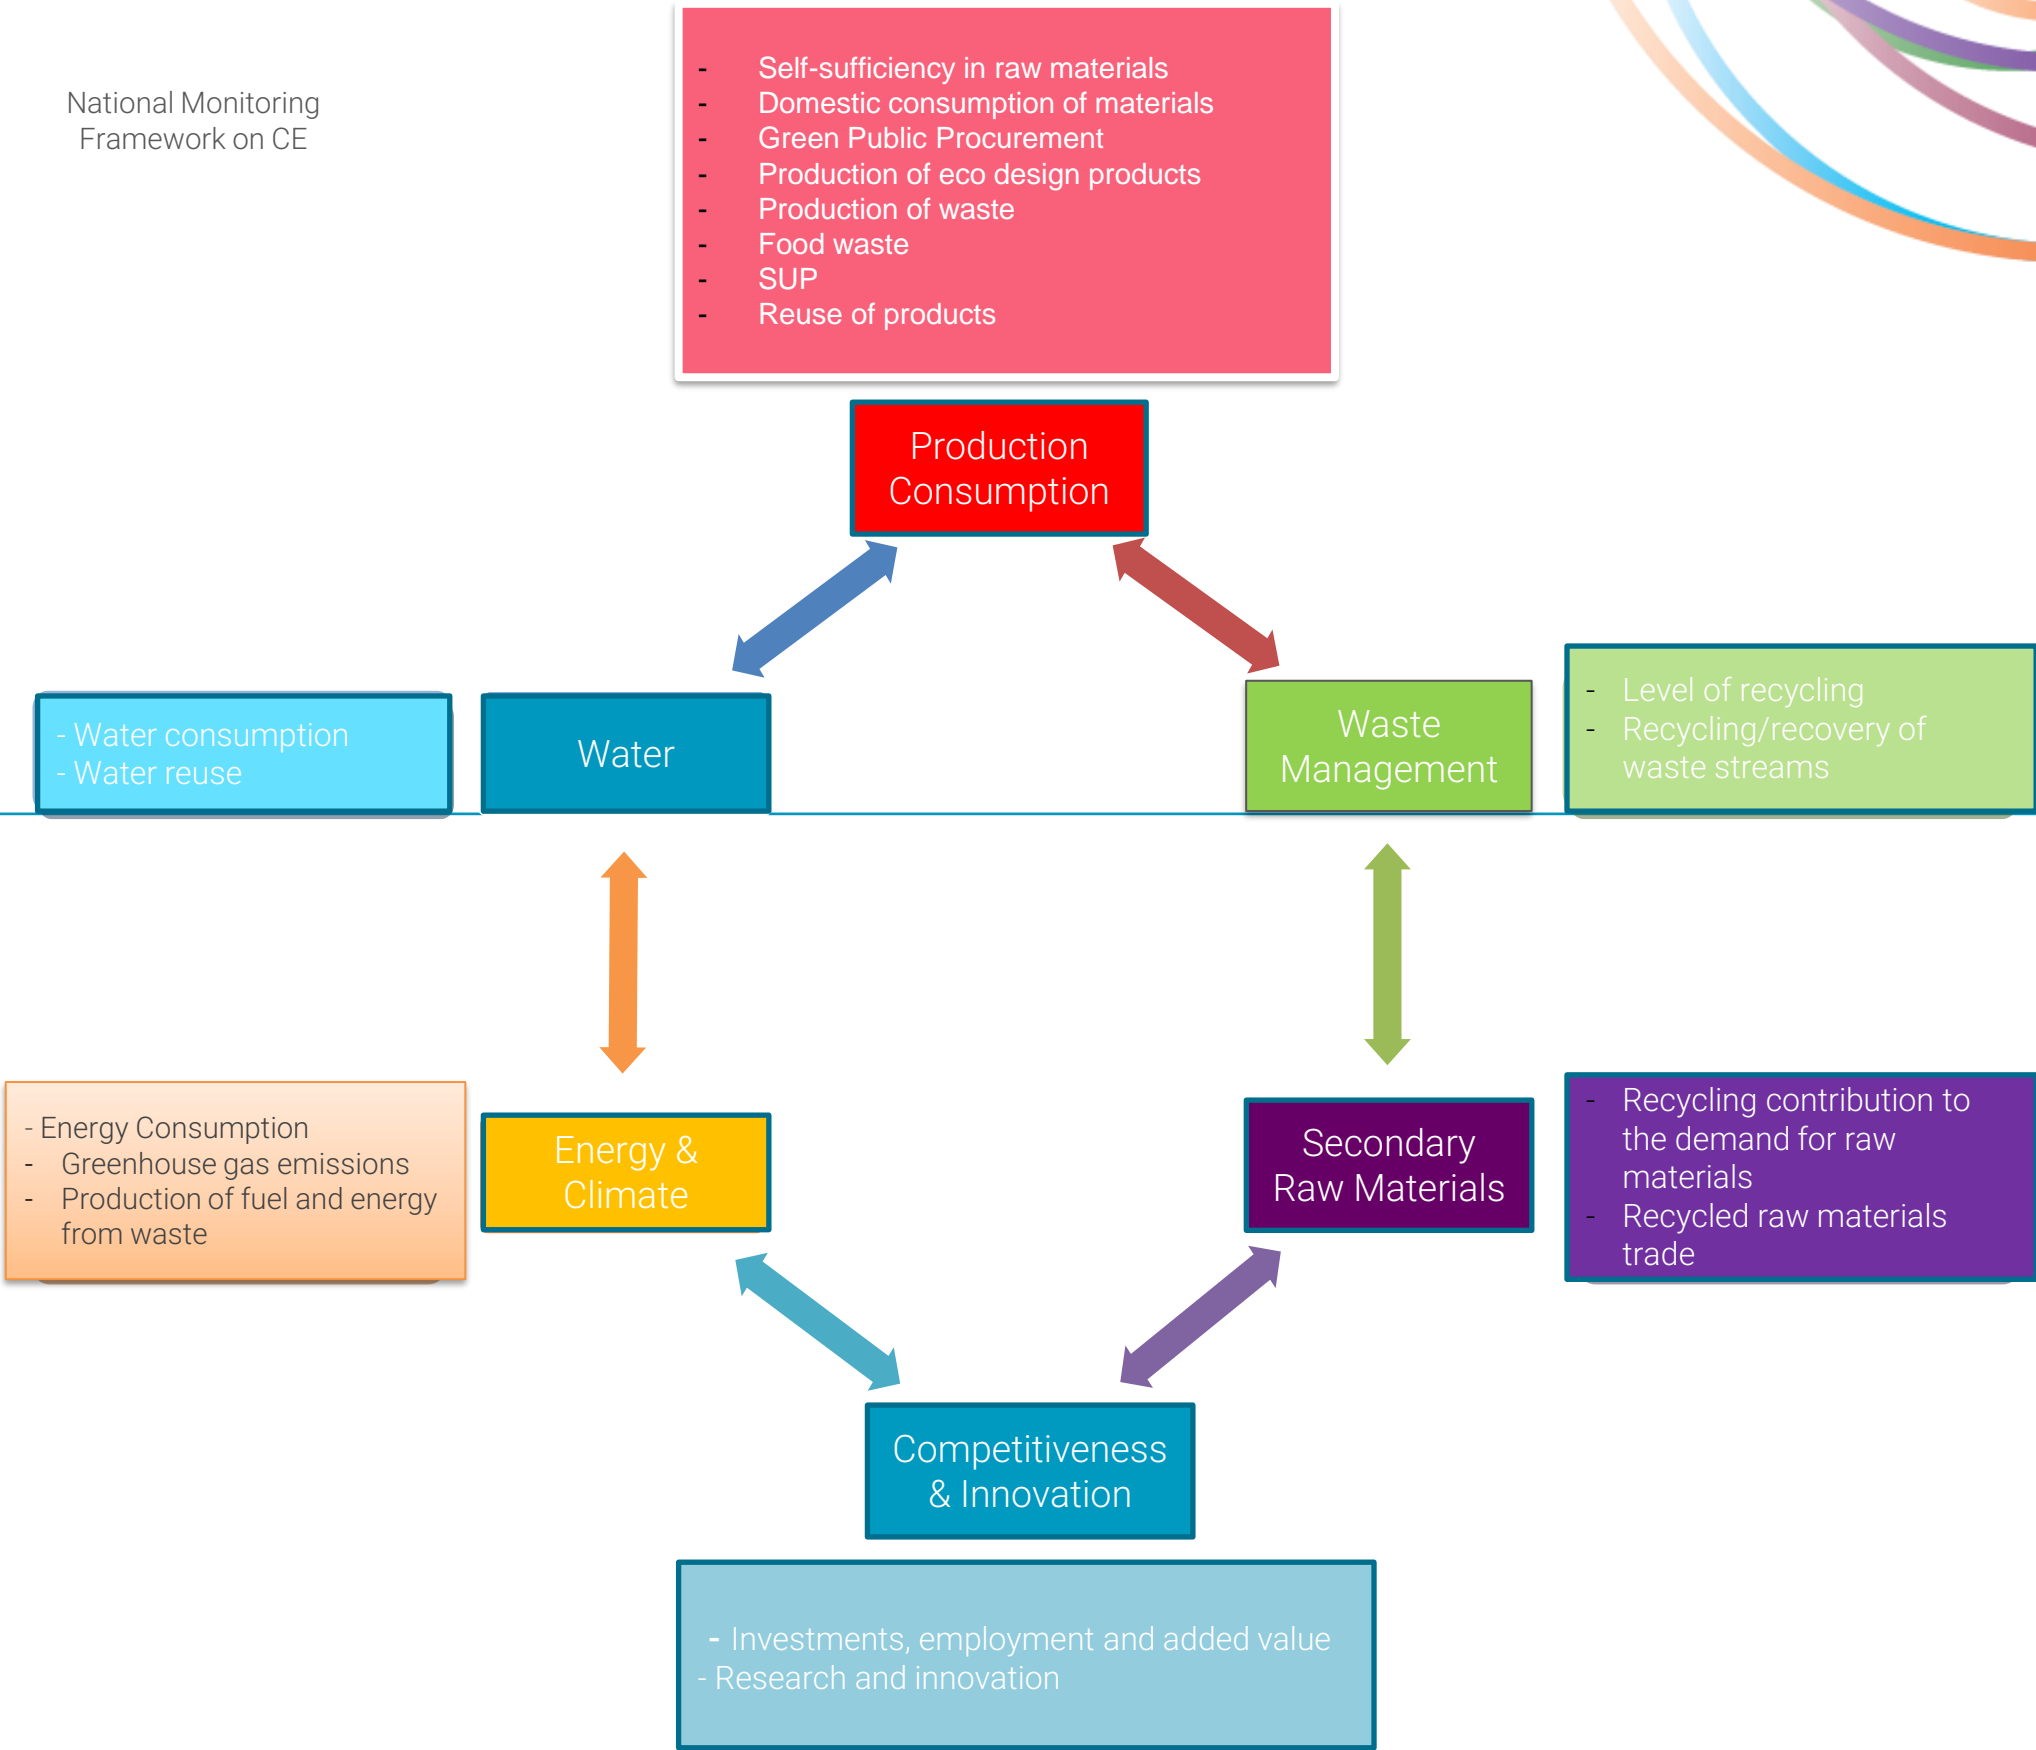 National Monitoring
Framework on CE
- Self-sufficiency in raw materials
- Domestic consumption of materials
- Green Public Procurement
- Production of eco design products
- Production of waste
- Food waste
- SUP
- Reuse of products
Production
Consumption
- Water consumption
- Water reuse
Water
Waste
Management
- Level of recycling
- Recycling/recovery of
waste streams
- Energy Consumption
- Greenhouse gas emissions
- Production of fuel and energy
from waste
Energy &
Climate
Secondary
Raw Materials
- Recycling contribution to
the demand for raw
materials
- Recycled raw materials
trade
Competitiveness
& Innovation
- Investments, employment and added value
- Research and innovation